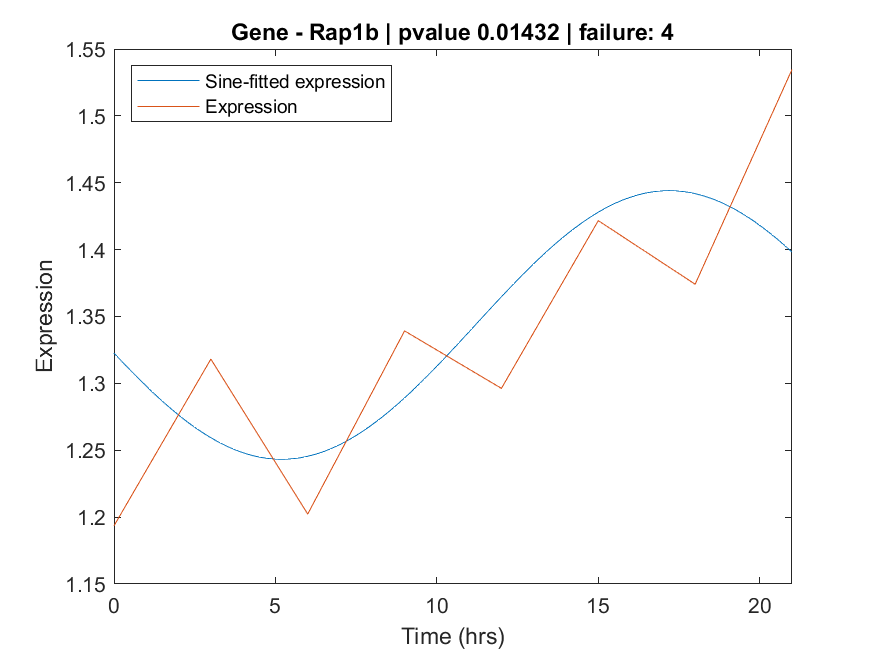 Gene - Rap1b | pvalue 0.01432 | failure: 4
Sine-fitted expression
Expression
1.55
1.5
1.45
1.4
1.35
1.3
1.25
1.2
1.15
Expression
0 5 10 15 20
Time (hrs)